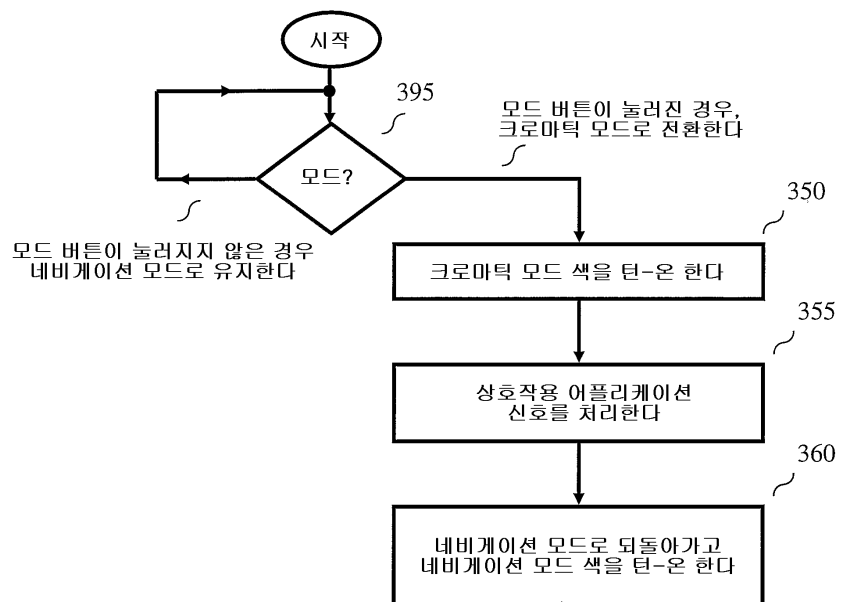 시작
395
모드 버튼이 눌러진 경우,
크로마틱 모드로 전환한다
모드?
350
모드 버튼이 눌러지지 않은 경우
네비게이션 모드로 유지한다
크로마틱 모드 색을 턴-온 한다
355
상호작용 어플리케이션
신호를 처리한다
360
네비게이션 모드로 되돌아가고
네비게이션 모드 색을 턴-온 한다